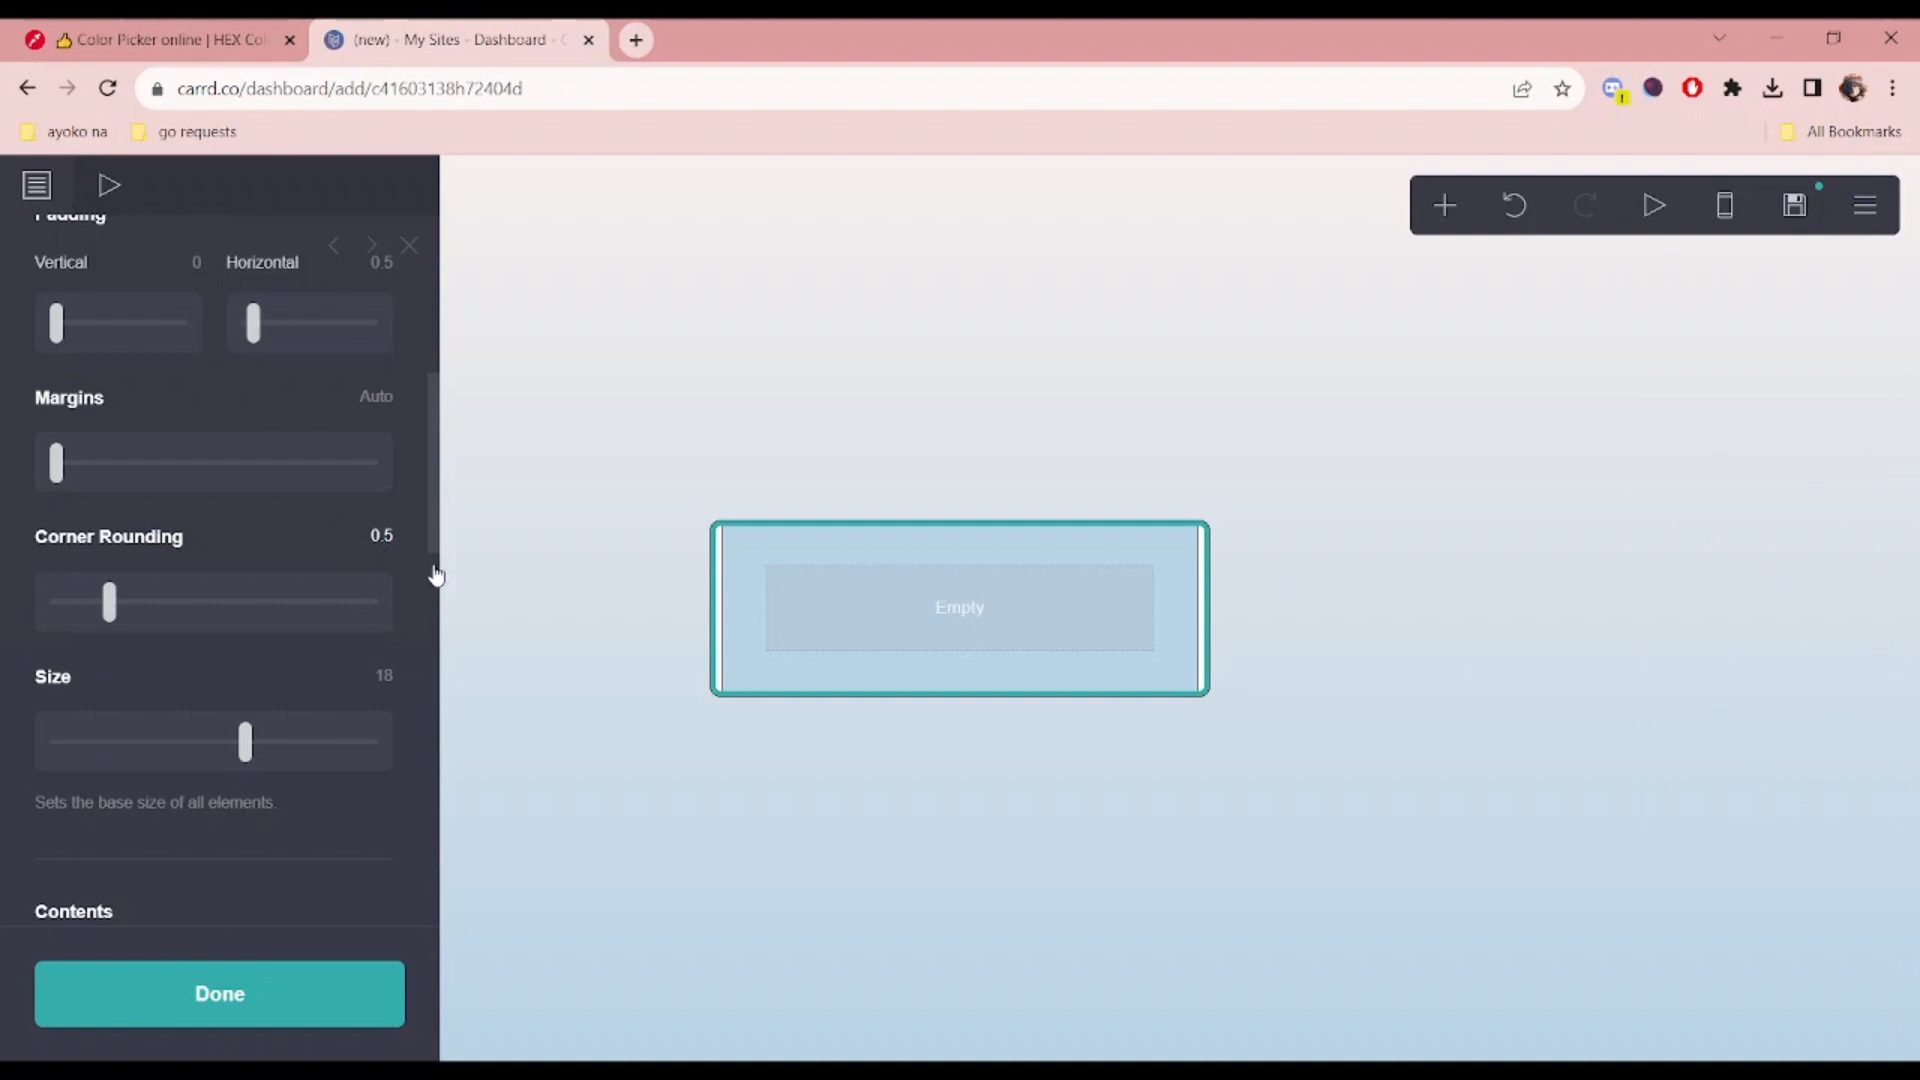 Color Picker online | HEX Co
(new) - My Sites - Dashboard - C
carrd.co/dashboard/add/c41603138h72404d
ayoko na
go requests
All Bookmarks
Padding
Vertical 0 Horizontal 0.5
Margins Auto
Corner Rounding 0.5
Size 18
Sets the base size of all elements.
Contents
Done
Empty